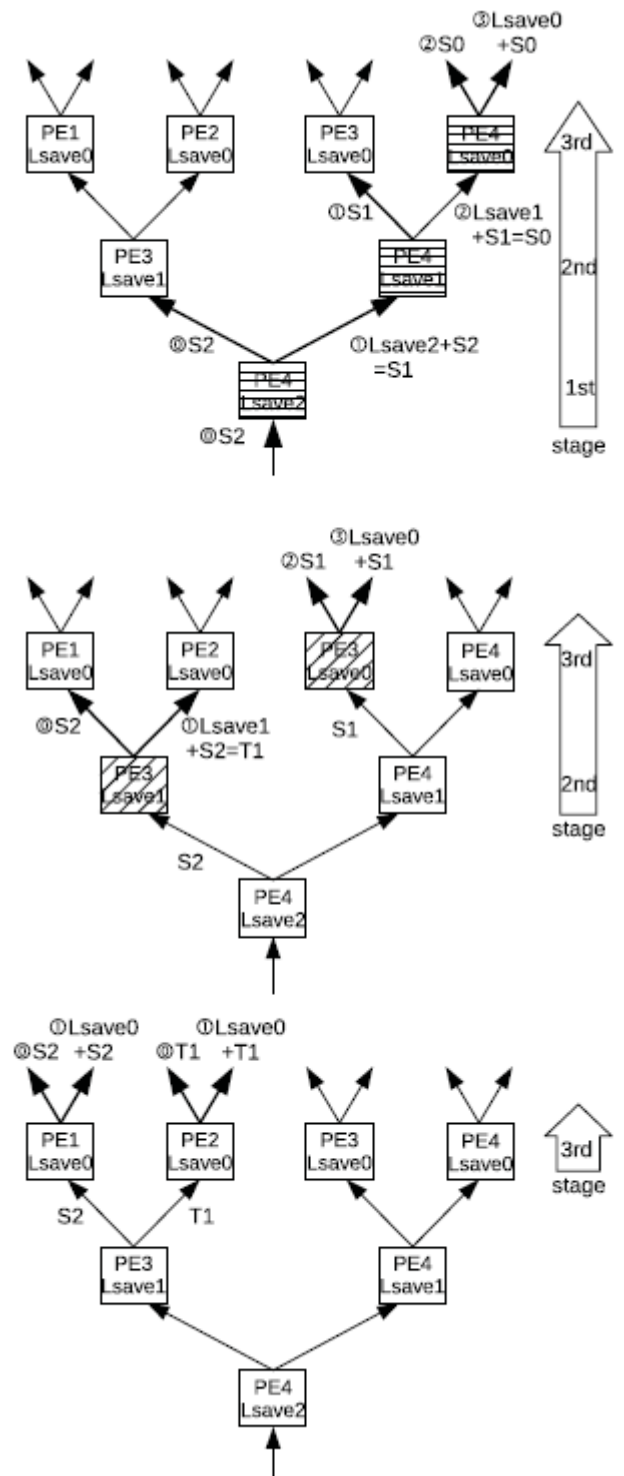 ③Lsave0
②S0 +S0
PE1 PE2 PE3 PE4
Lsave0 Lsave0 Lsave0 Lsave0
3rd
①S1 ②Lsave1
+S1=S0
PE3 PE4
Lsave1 Lsave1
2nd
⓪S2 ①Lsave2+S2
=S1
PE4
Lsave2
1st
⓪S2
stage
③Lsave0
②S1 +S1
PE1 PE2 PE3 PE4
Lsave0 Lsave0 Lsave0 Lsave0
3rd
⓪S2 ①Lsave1 S1
+S2=T1
PE3 PE4
Lsave1 Lsave1
2nd
stage
S2
PE4
Lsave2
①Lsave0 ①Lsave0
⓪S2 +S2 ⓪T1 +T1
PE1 PE2 PE3 PE4
Lsave0 Lsave0 Lsave0 Lsave0
3rd
stage
S2 T1
PE3 PE4
Lsave1 Lsave1
PE4
Lsave2